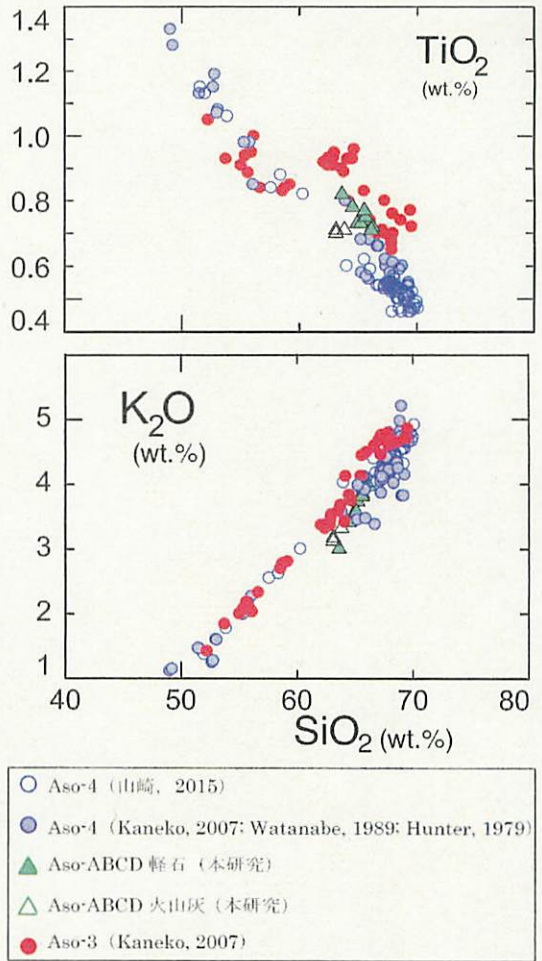 1.4
TiO2
(wt.%)
1.2
1.0
0.8
0.6
0.4
K2O
(wt.%)
5
4
3
2
1
40 50 60 70 80
SiO2 (wt.%)
Aso-4 (山崎, 2015)
Aso-4 (Kaneko, 2007: Watanabe, 1989: Hunter, 1979)
Aso-ABCD 軽石 (本研究)
Aso-ABCD 火山灰 (本研究)
Aso-3 (Kaneko, 2007)